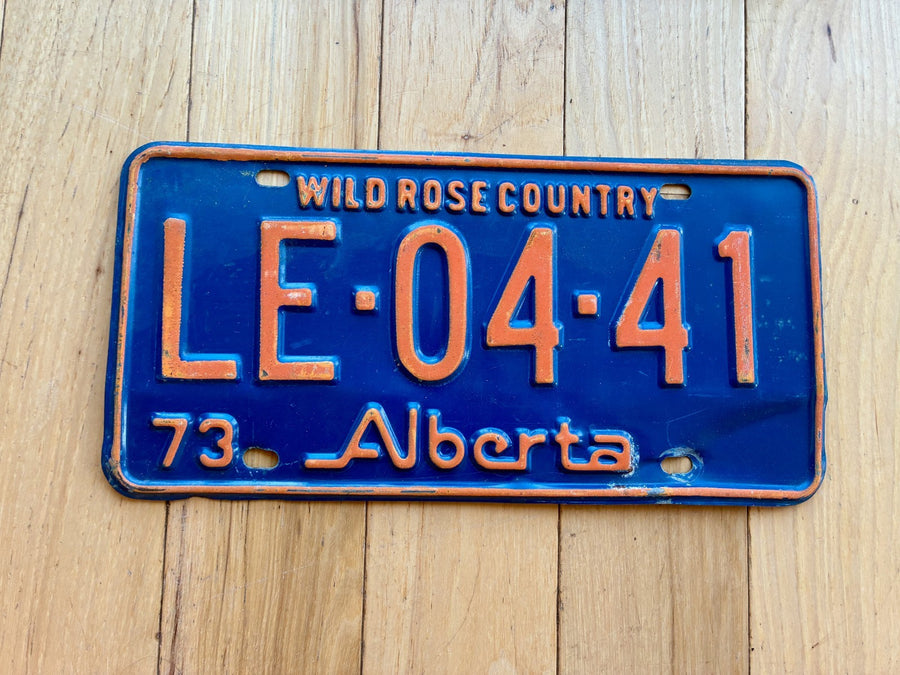 WILD ROSE COUNTRY
LE·04·41
73 Alberta